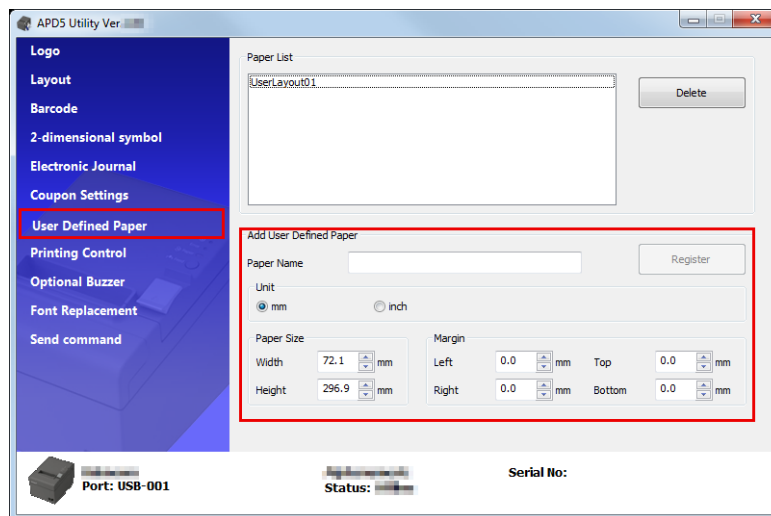 APD5 Utility Ver.
Logo
Layout
Barcode
2-dimensional symbol
Electronic Journal
Coupon Settings
User Defined Paper
Printing Control
Optional Buzzer
Font Replacement
Send command
Paper List
UserLayout01
Delete
Add User Defined Paper
Paper Name
Register
Unit
mm inch
Paper Size
Width 72.1 mm
Height 296.9 mm
Margin
Left 0.0 mm Top 0.0 mm
Right 0.0 mm Bottom 0.0 mm
Port: USB-001
Status:
Serial No: